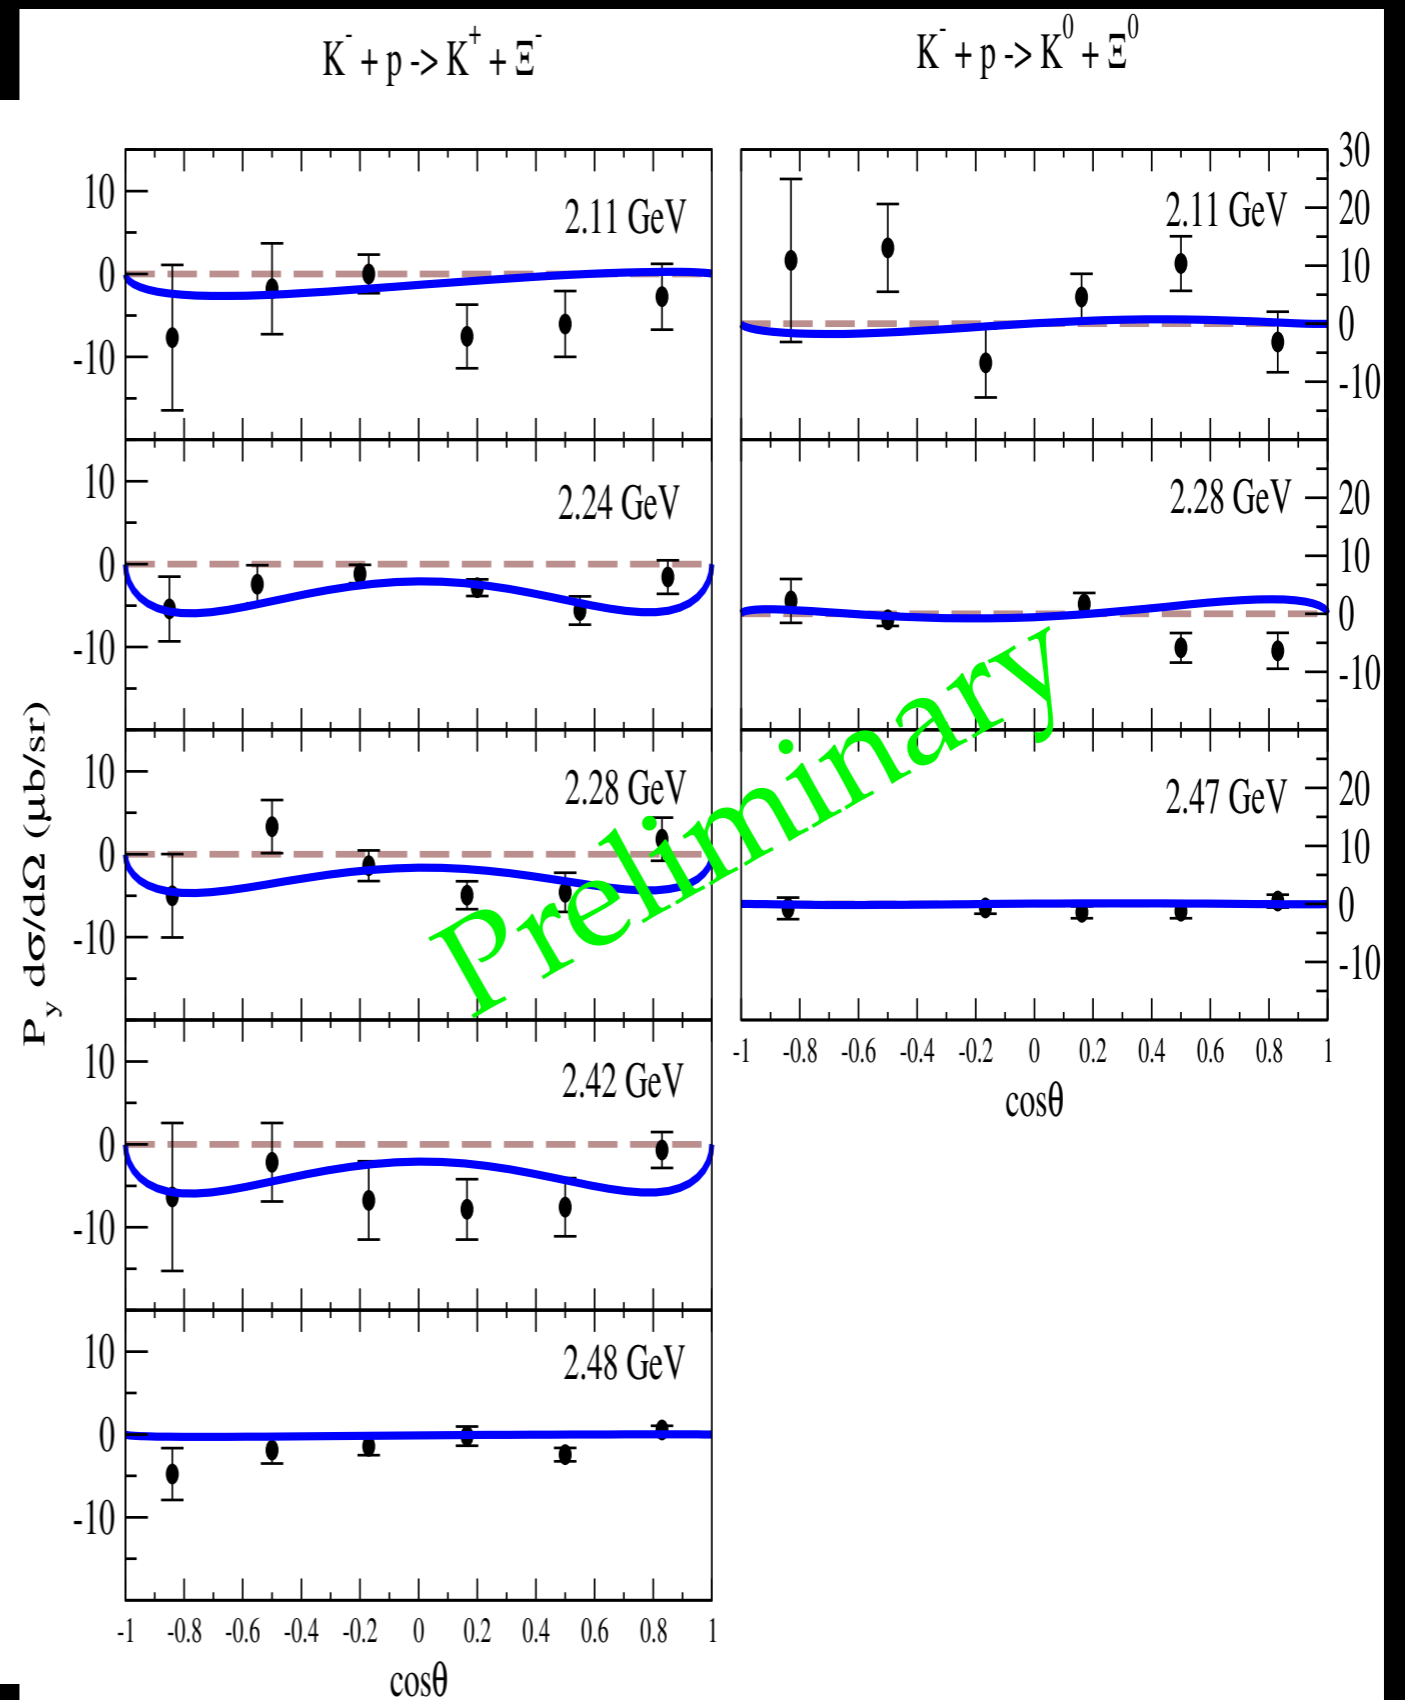 K⁻ + p -> K⁺ + Ξ⁻
K⁻ + p -> K⁰ + Ξ⁰
P_y dσ/dΩ (μb/sr)
10
0
-10
2.11 GeV
10
0
-10
2.24 GeV
10
0
-10
2.28 GeV
10
0
-10
2.42 GeV
10
0
-10
2.48 GeV
-1 -0.8 -0.6 -0.4 -0.2 0 0.2 0.4 0.6 0.8 1
cosθ
30
2.11 GeV
20
10
0
-10
2.28 GeV
20
10
0
-10
2.47 GeV
20
10
0
-10
-1 -0.8 -0.6 -0.4 -0.2 0 0.2 0.4 0.6 0.8 1
cosθ
Preliminary